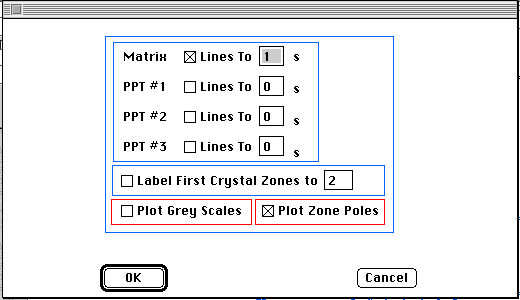 Matrix Lines To 1 s
PPT #1 Lines To 0 s
PPT #2 Lines To 0 s
PPT #3 Lines To 0 s
Label First Crystal Zones to 2
Plot Grey Scales Plot Zone Poles
OK Cancel